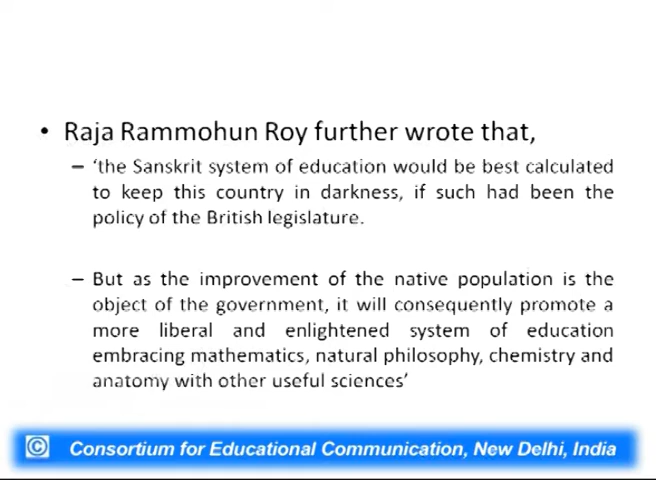 • Raja Rammohun Roy further wrote that,
– ‘the Sanskrit system of education would be best calculated
to keep this country in darkness, if such had been the
policy of the British legislature.
– But as the improvement of the native population is the
object of the government, it will consequently promote a
more liberal and enlightened system of education
embracing mathematics, natural philosophy, chemistry and
anatomy with other useful sciences’
© Consortium for Educational Communication, New Delhi, India